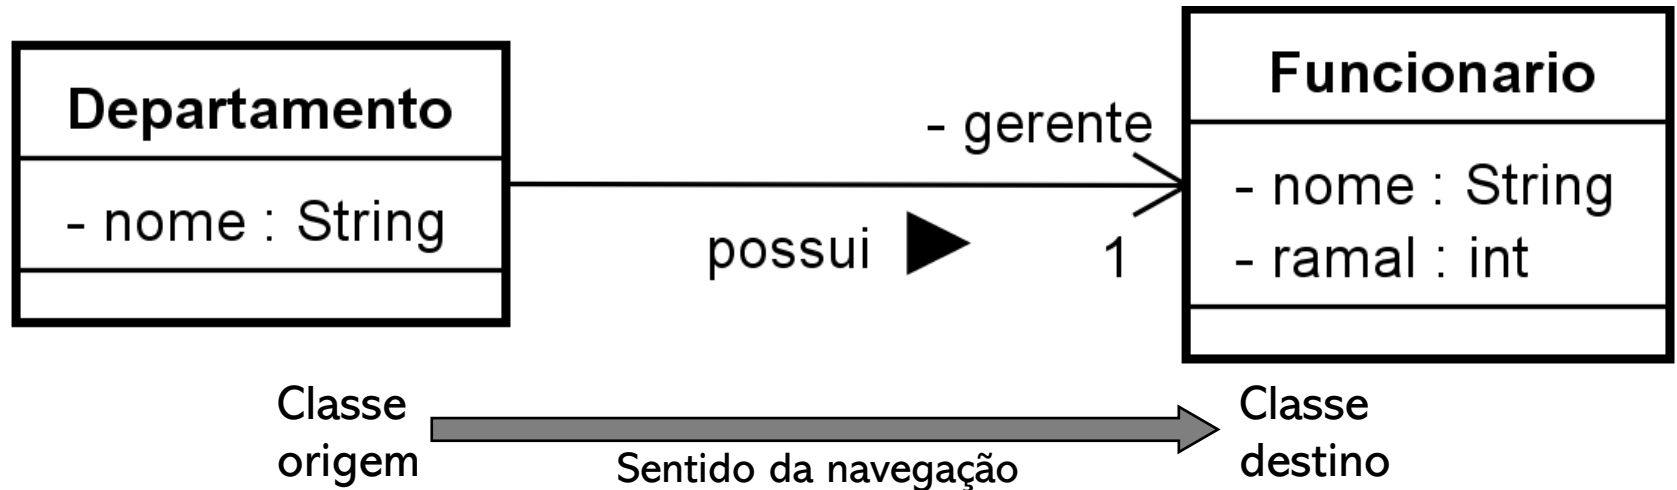 Departamento
- nome : String
- gerente
possui
1
Funcionario
- nome : String
- ramal : int
Classe
origem
Sentido da navegação
Classe
destino